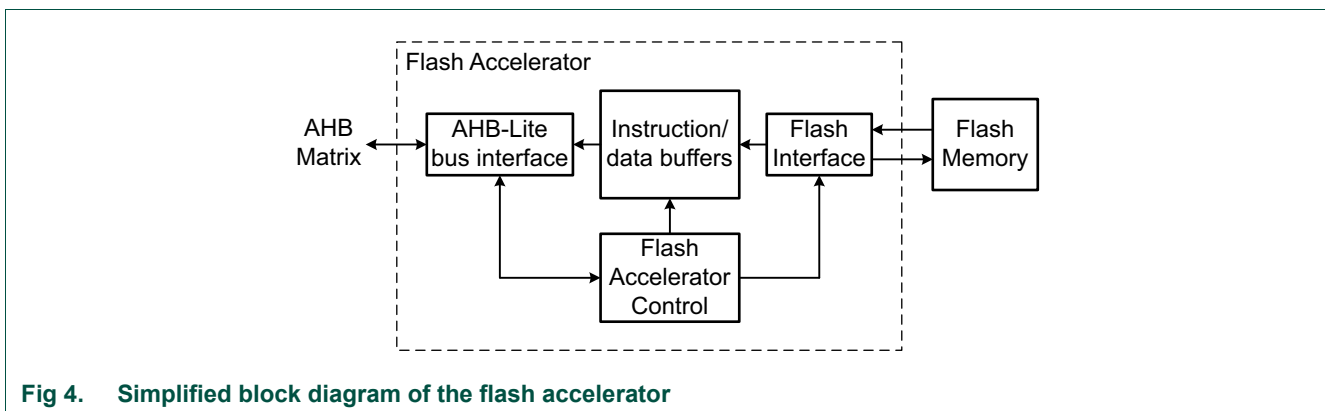 Flash Accelerator
AHB
Matrix
AHB-Lite
bus interface
Instruction/
data buffers
Flash
Interface
Flash
Memory
Flash
Accelerator
Control
Fig 4. Simplified block diagram of the flash accelerator